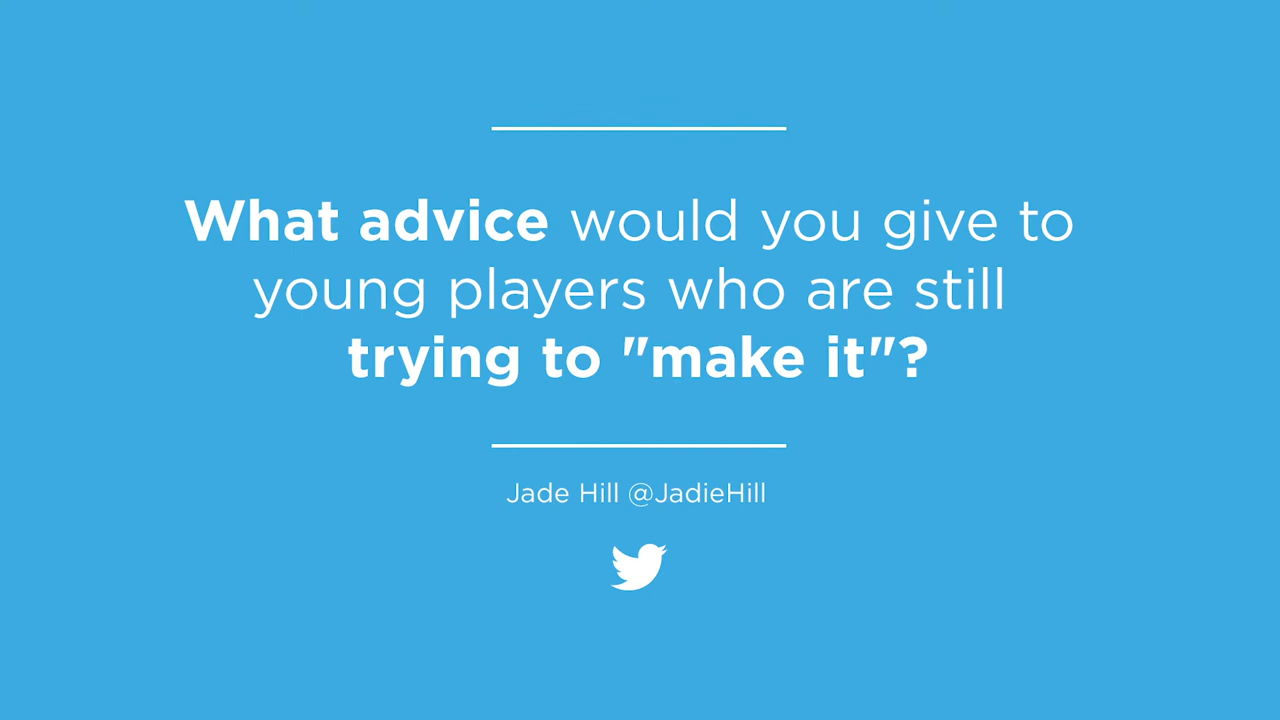 What advice would you give to
young players who are still
trying to "make it"?
Jade Hill @JadieHill